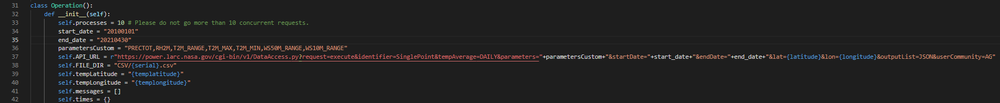 31 class Operation():
32 def __init__(self):
33 self.processes = 10 # Please do not go more than 10 concurrent requests.
34 start_date = "20100101"
35 end_date = "20210430"
36 parametersCustom = "PRECTOT,RH2M,T2M_RANGE,T2M_MAX,T2M_MIN,WS50M_RANGE,WS10M_RANGE"
37 self.API_URL = r"https://power.larc.nasa.gov/cgi-bin/v1/DataAccess.py?request=execute&identifier=SinglePoint&tempAverage=DAILY&parameters="+parametersCustom+"&startDate="+start_date+"&endDate="+end_date+"&lat={latitude}&lon={longitude}&outputList=JSON&userCommunity=AG"
38 self.FILE_DIR = "CSV/{serial}.csv"
39 self.tempLatitude = "{templatitude}"
40 self.tempLongitude = "{templongitude}"
41 self.messages = []
42 self.times = {}